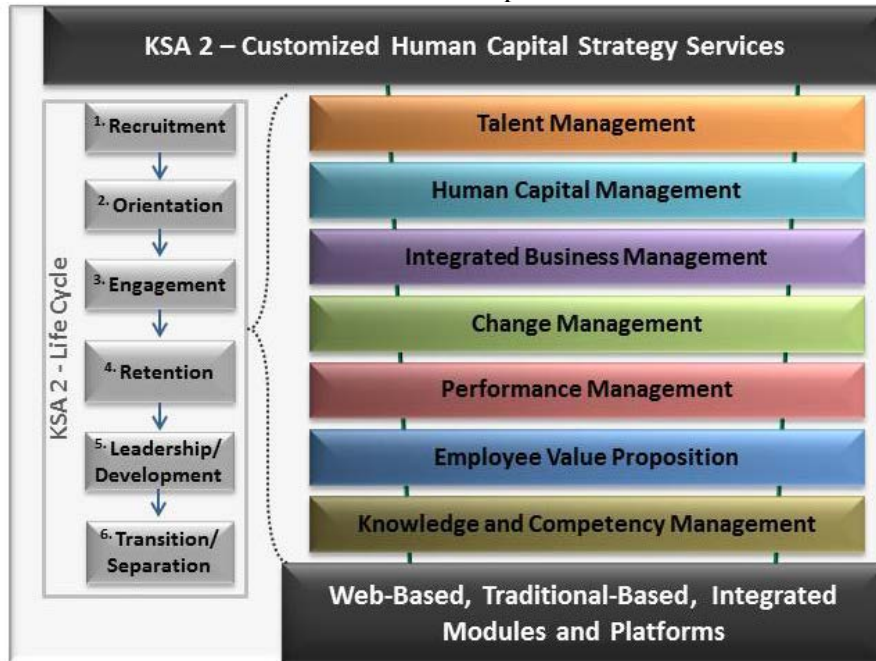 KSA 2 – Customized Human Capital Strategy Services
KSA 2 - Life Cycle
1. Recruitment
2. Orientation
3. Engagement
4. Retention
5. Leadership/
Development
6. Transition/
Separation
Talent Management
Human Capital Management
Integrated Business Management
Change Management
Performance Management
Employee Value Proposition
Knowledge and Competency Management
Web-Based, Traditional-Based, Integrated
Modules and Platforms